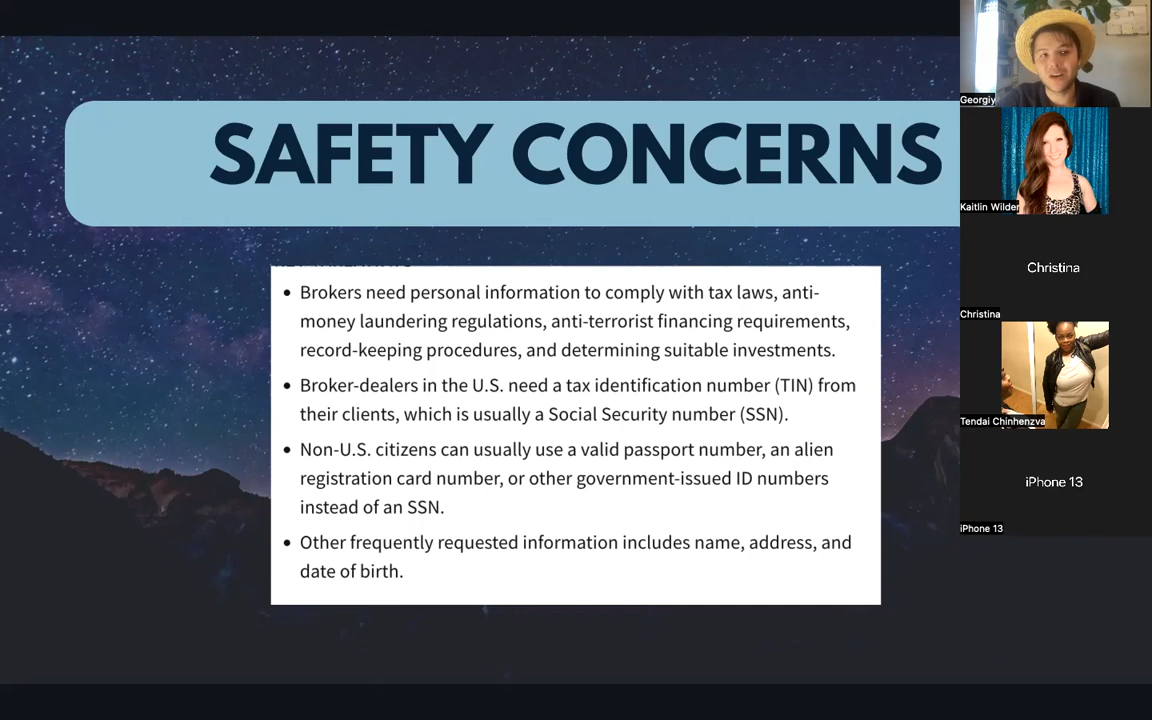 SAFETY CONCERNS
Brokers need personal information to comply with tax laws, anti-
money laundering regulations, anti-terrorist financing requirements,
record-keeping procedures, and determining suitable investments.
Broker-dealers in the U.S. need a tax identification number (TIN) from
their clients, which is usually a Social Security number (SSN).
Non-U.S. citizens can usually use a valid passport number, an alien
registration card number, or other government-issued ID numbers
instead of an SSN.
Other frequently requested information includes name, address, and
date of birth.
Georgiy
Kaitlin Wilder
Christina
Christina
Tendai Chinhenzva
iPhone 13
iPhone 13